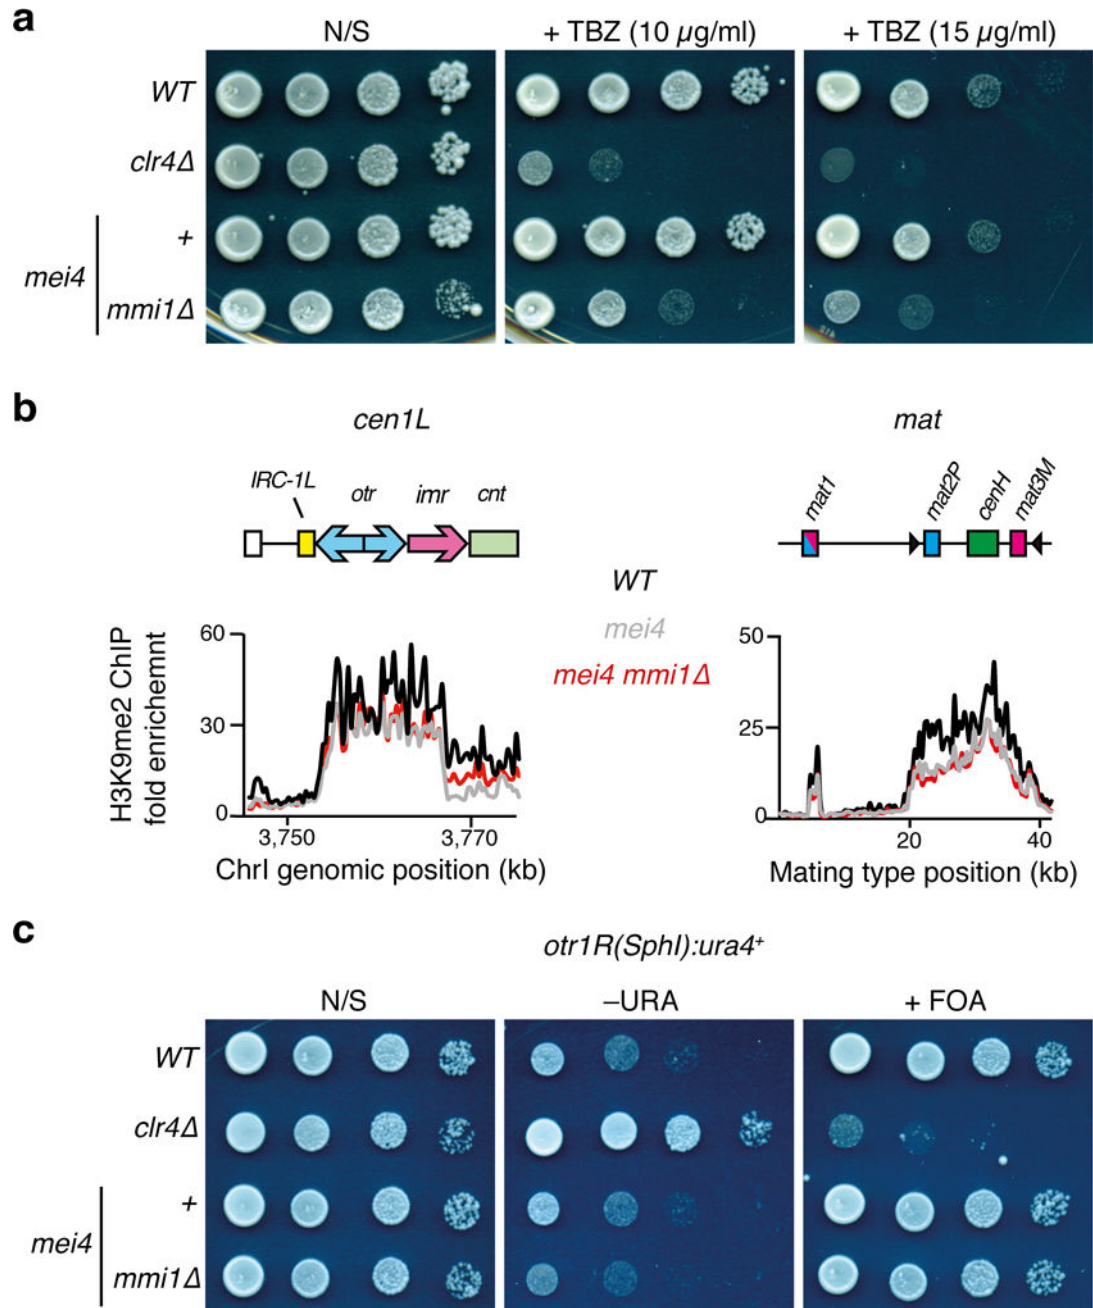 a
N/S
+ TBZ (10 µg/ml)
+ TBZ (15 µg/ml)
WT
clr4Δ
+
mei4
mmi1Δ
b
cen1L
mat
IRC-1L
otr
imr
cnt
mat1
mat2P
cenH
mat3M
WT
mei4
mei4 mmi1Δ
H3K9me2 ChIP
fold enrichemnt
60
30
0
3,750
3,770
ChrI genomic position (kb)
50
25
0
20
40
Mating type position (kb)
c
otr1R(SphI):ura4+
N/S
–URA
+ FOA
WT
clr4Δ
+
mei4
mmi1Δ